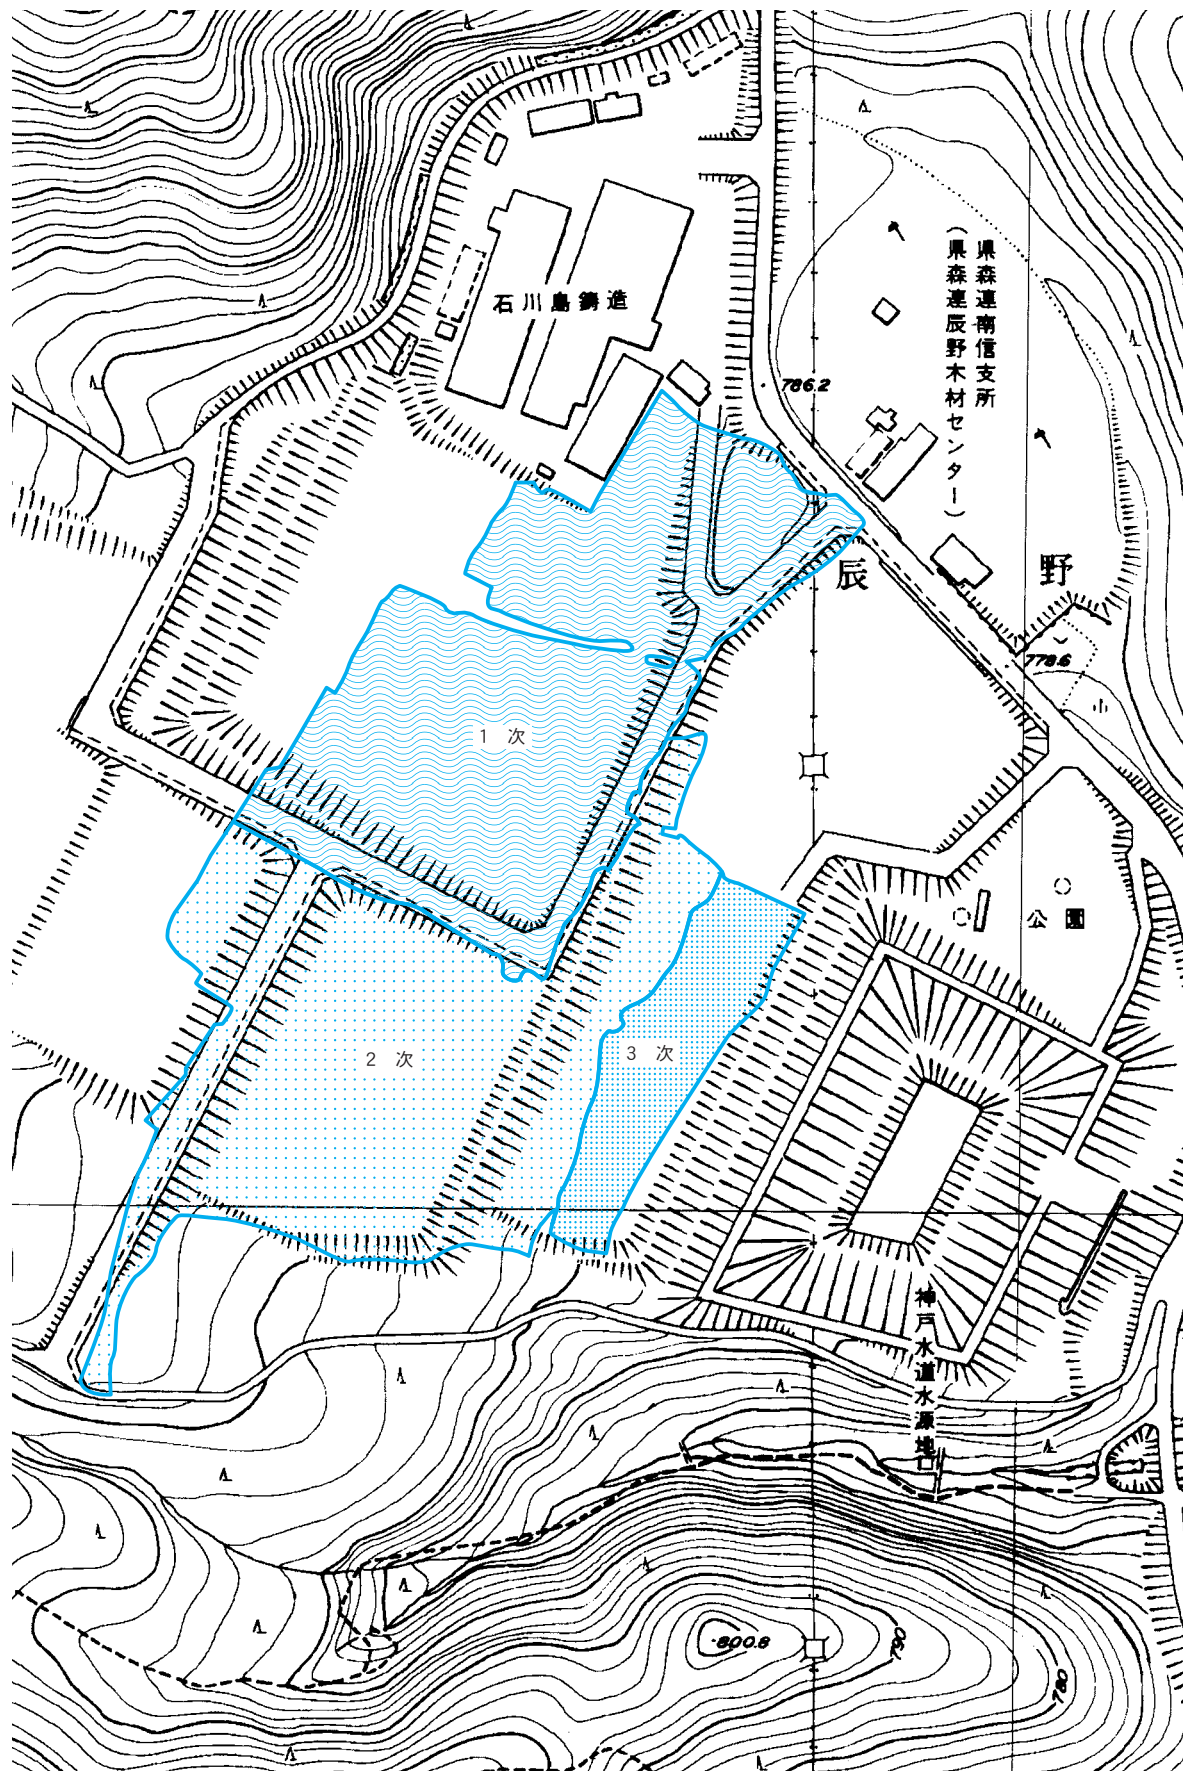 石川島鋳造
県森連南信支所
（県森連辰野木材センター）
786.2
辰野
778.6
1 次
公園
2 次
3 次
神戸水道水源地
·800.8
790
780